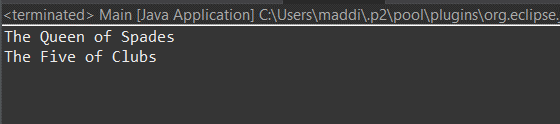 <terminated> Main [Java Application] C:\Users\maddi\.p2\pool\plugins\org.eclipse.
The Queen of Spades
The Five of Clubs